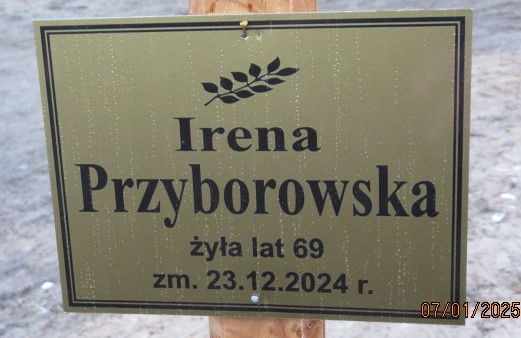 Irena
Przyborowska
żyła lat 69
zm. 23.12.2024 r.
07/01/2025